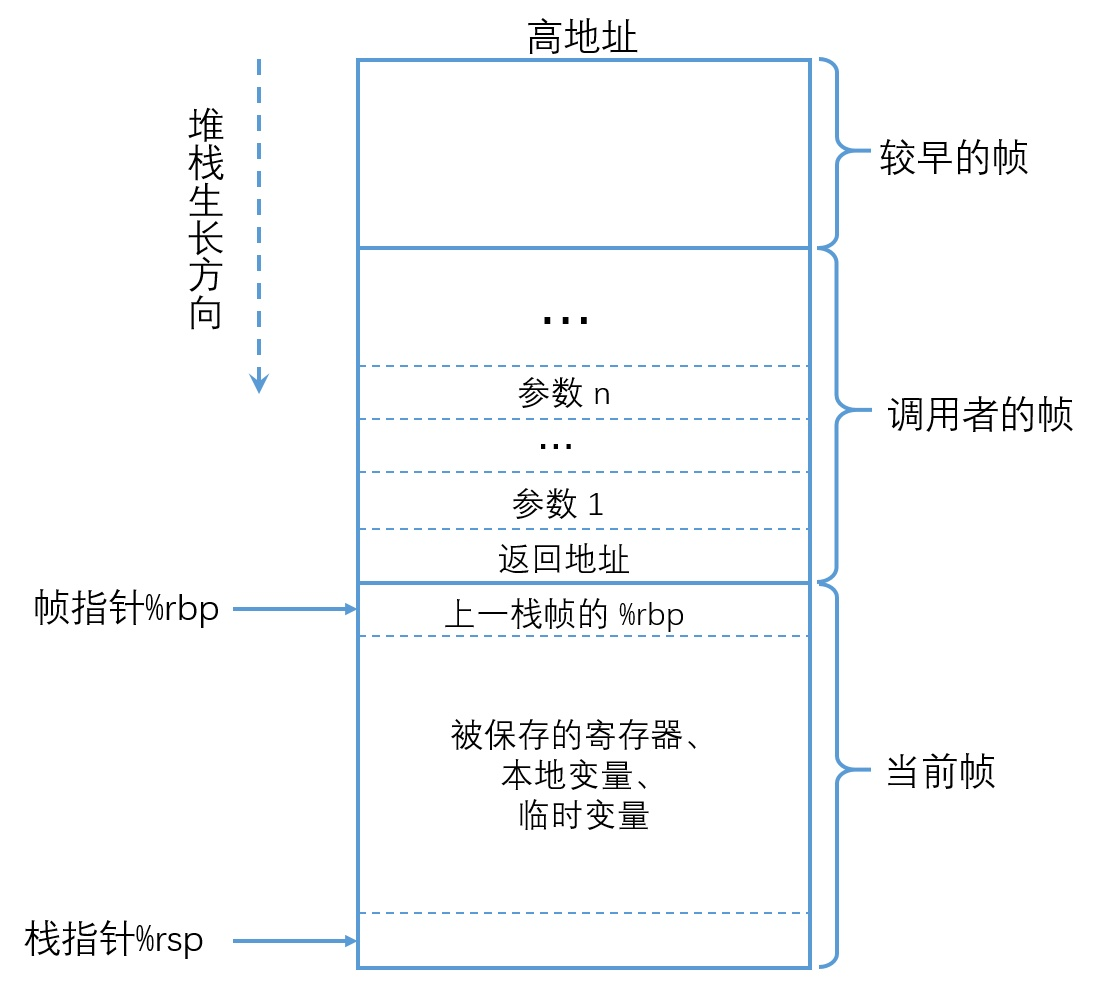 高地址
堆栈生长方向
较早的帧
...
参数 n
...
调用者的帧
参数 1
返回地址
帧指针%rbp
上一栈帧的 %rbp
被保存的寄存器、
本地变量、
临时变量
当前帧
栈指针%rsp